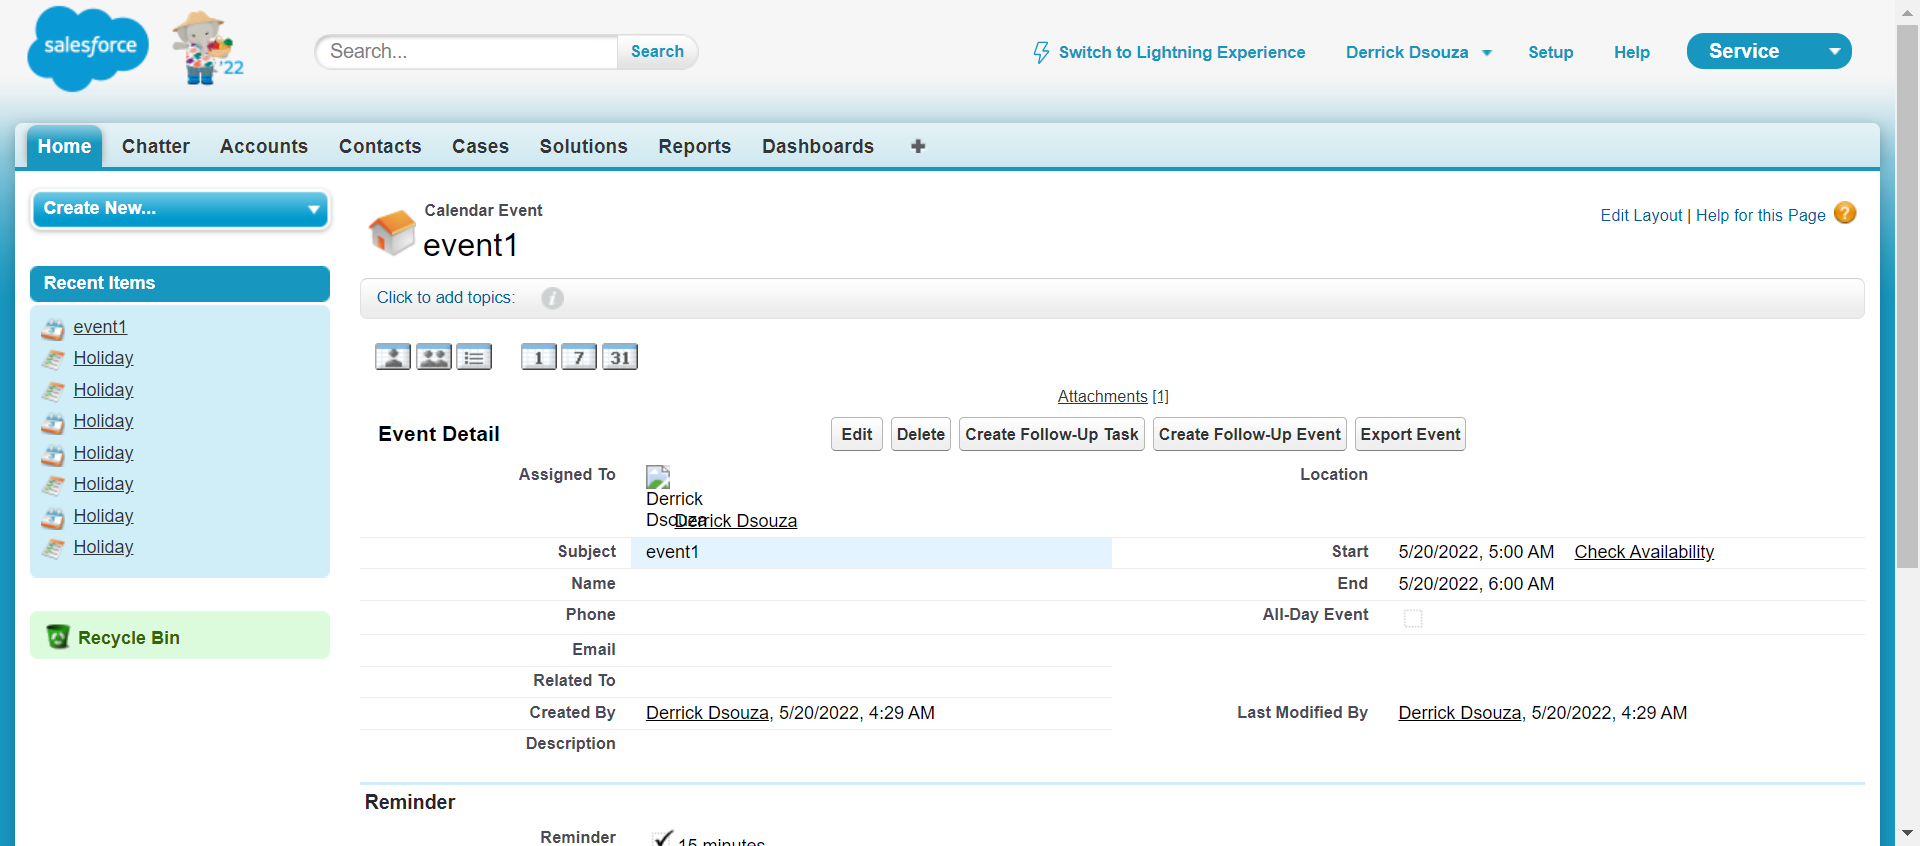 salesforce
'22
Search...
Search
Switch to Lightning Experience
Derrick Dsouza
Setup
Help
Service
Home
Chatter
Accounts
Contacts
Cases
Solutions
Reports
Dashboards
Create New...
Recent Items
event1
Holiday
Holiday
Holiday
Holiday
Holiday
Holiday
Holiday
Recycle Bin
Calendar Event
event1
Edit Layout | Help for this Page ?
Click to add topics: i
1 7 31
Attachments [1]
Event Detail
Edit
Delete
Create Follow-Up Task
Create Follow-Up Event
Export Event
Assigned To
Derrick
Dsouza
Derrick Dsouza
Location
Subject event1
Start 5/20/2022, 5:00 AM Check Availability
Name
End 5/20/2022, 6:00 AM
Phone
All-Day Event
Email
Related To
Created By Derrick Dsouza, 5/20/2022, 4:29 AM
Last Modified By Derrick Dsouza, 5/20/2022, 4:29 AM
Description
Reminder
Reminder 15 minutes